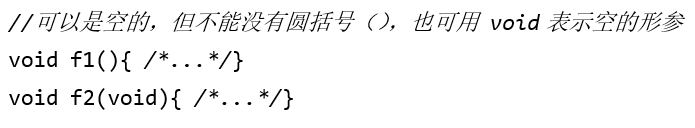 //可以是空的，但不能没有圆括号（），也可用 void 表示空的形参
void f1(){ /*...*/}
void f2(void){ /*...*/}